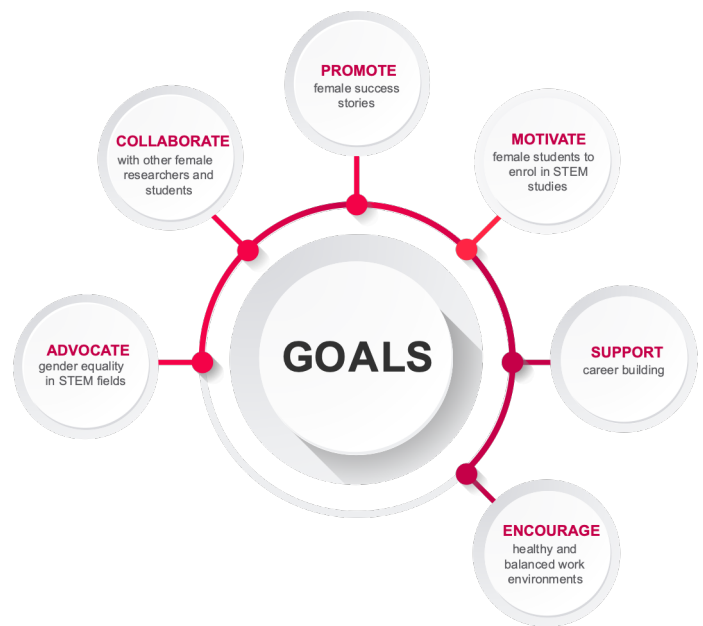 PROMOTE
female success
stories
COLLABORATE
with other female
researchers and
students
MOTIVATE
female students to
enrol in STEM
studies
ADVOCATE
gender equality
in STEM fields
GOALS
SUPPORT
career building
ENCOURAGE
healthy and
balanced work
environments